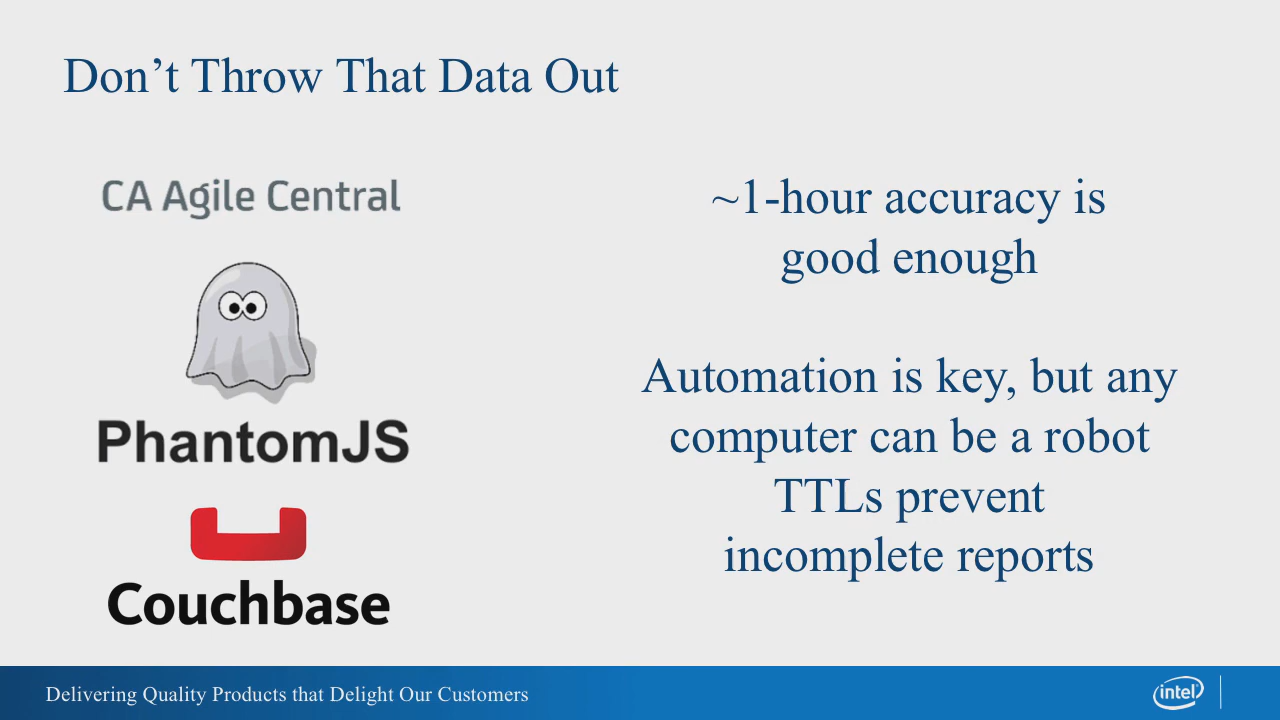 Don’t Throw That Data Out
CA Agile Central
PhantomJS
Couchbase
~1-hour accuracy is
good enough
Automation is key, but any
computer can be a robot
TTLs prevent
incomplete reports
Delivering Quality Products that Delight Our Customers
intel